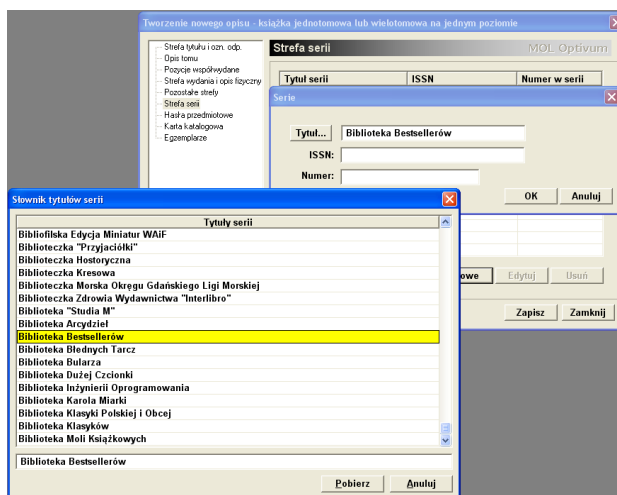 Tworzenie nowego opisu - książka jednotomowa lub wielotomowa na jednym poziomie
Strefa tytułu i ozn. odp.
Opis tomu
Pozycje współwydane
Strefa wydania i opis fizyczny
Pozostałe strefy
Strefa serii
Hasła przedmiotowe
Karta katalogowa
Egzemplarze
Strefa serii
MOL Optivum
Tytuł serii ISSN Numer w serii
Serie
Tytuł... Biblioteka Bestsellerów
ISSN:
Numer:
OK Anuluj
owe Edytuj Usuń
Zapisz Zamknij
Słownik tytułów serii
Tytuły serii
Bibliofilska Edycja Miniatur WAiF
Biblioteczka "Przyjaciółki"
Biblioteczka Hostoryczna
Biblioteczka Kresowa
Biblioteczka Morska Okręgu Gdańskiego Ligi Morskiej
Biblioteczka Zdrowia Wydawnictwa "Interlibro"
Biblioteka "Studia M"
Biblioteka Arcydzieł
Biblioteka Bestsellerów
Biblioteka Błednych Tarcz
Biblioteka Bularza
Biblioteka Dużej Czcionki
Biblioteka Inżynierii Oprogramowania
Biblioteka Karola Miarki
Biblioteka Klasyki Polskiej i Obcej
Biblioteka Klasyków
Biblioteka Moli Książkowych
Biblioteka Bestsellerów
Pobierz Anuluj